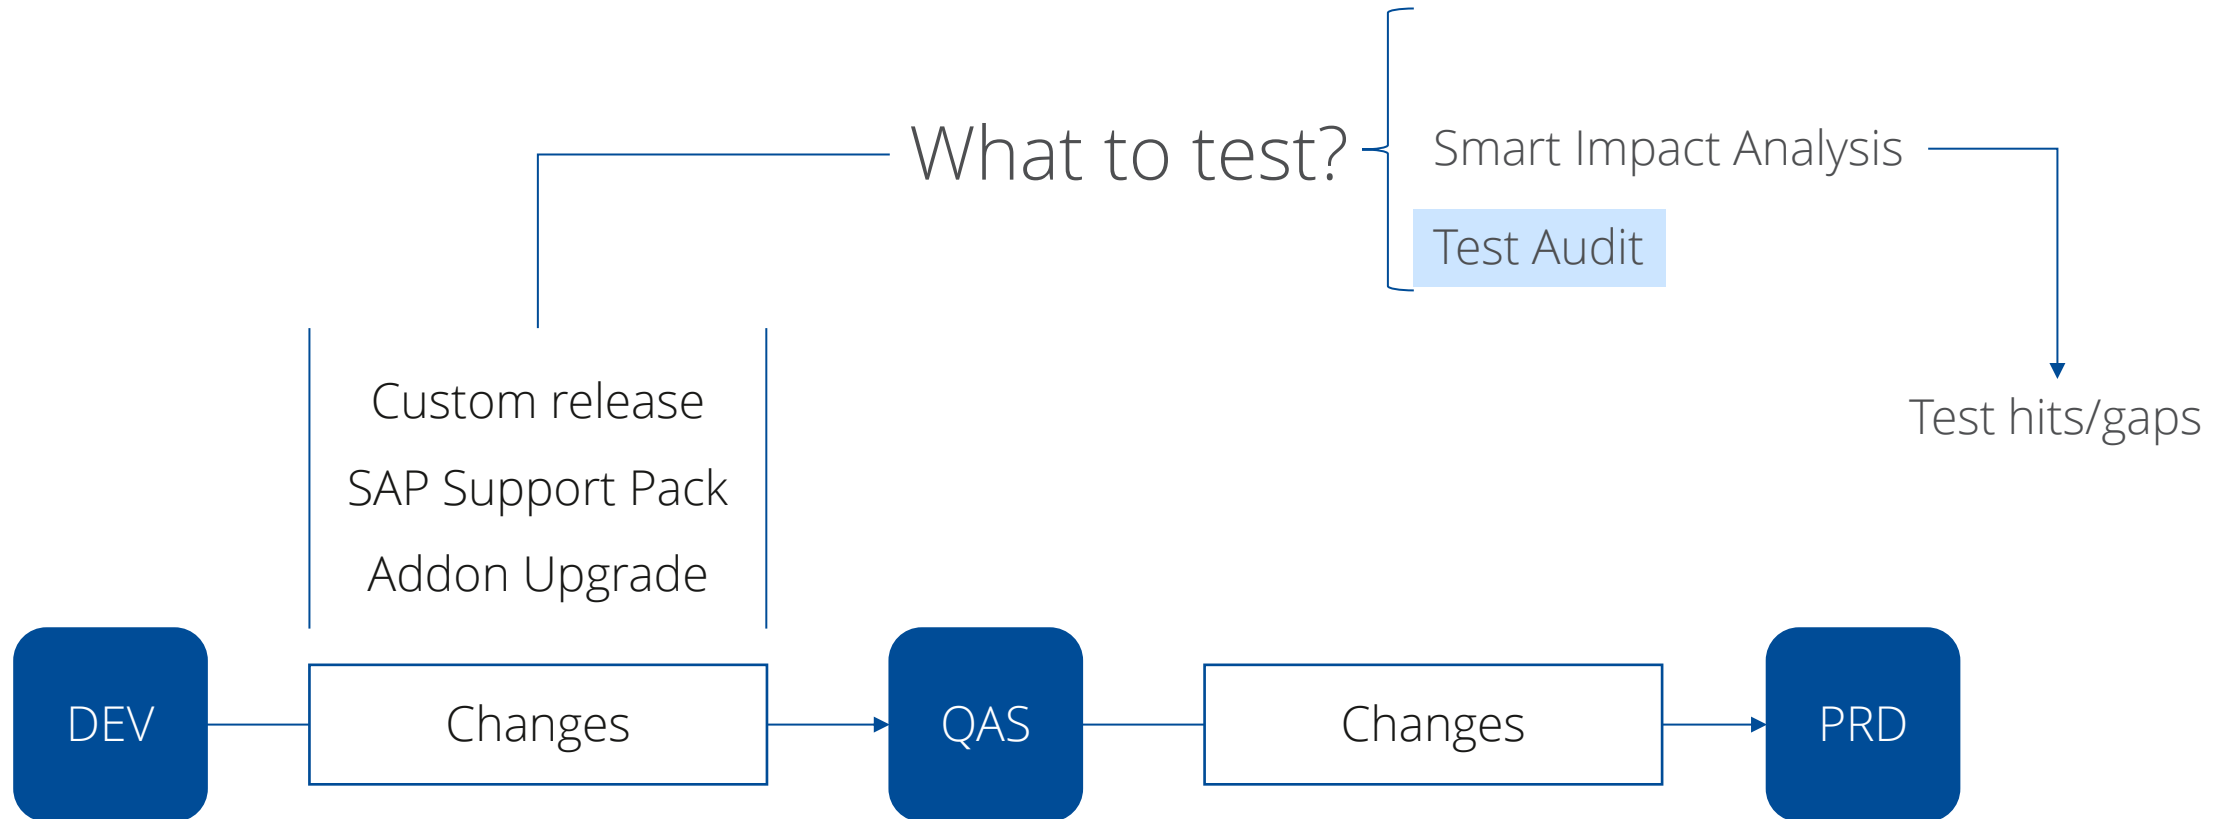 What to test?
Smart Impact Analysis
Test Audit
Test hits/gaps
Custom release
SAP Support Pack
Addon Upgrade
DEV
Changes
QAS
Changes
PRD